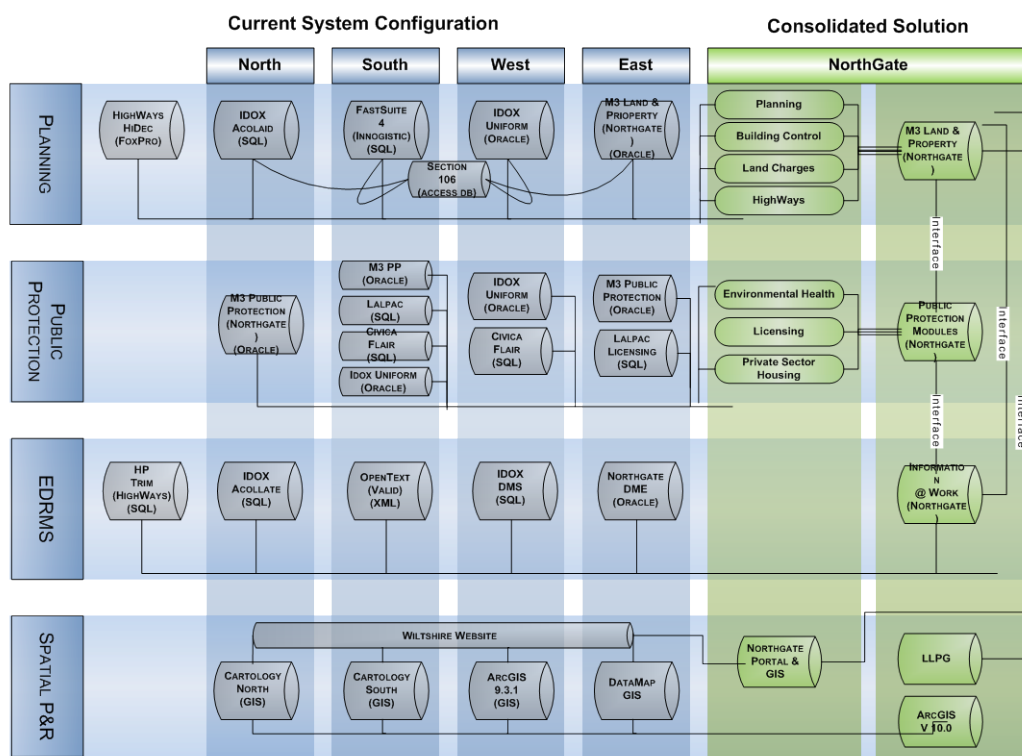 Current System Configuration
Consolidated Solution
North
South
West
East
NorthGate
PLANNING
HIGHWAYS
HIDEC
(FOXPRO)
IDOX
ACOLAID
(SQL)
FASTSUITE
4
(INNOGISTIC)
(SQL)
IDOX
UNIFORM
(ORACLE)
M3 LAND &
PRIOPERTY
(NORTHGATE
)
(ORACLE)
SECTION
106
(ACCESS DB)
Planning
Building Control
Land Charges
HighWays
M3 LAND &
PROPERTY
(NORTHGATE
)
Interface
PUBLIC
PROTECTION
M3 PUBLIC
PROTECTION
(NORTHGATE
)
(ORACLE)
M3 PP
(ORACLE)
LALPAC
(SQL)
CIVICA
FLAIR
(SQL)
IDOX UNIFORM
(ORACLE)
IDOX
UNIFORM
(ORACLE)
CIVICA
FLAIR
(SQL)
M3 PUBLIC
PROTECTION
(ORACLE)
LALPAC
LICENSING
(SQL)
Environmental Health
Licensing
Private Sector
Housing
PUBLIC
PROTECTION
MODULES
(NORTHGATE
)
Interface
Interface
Interface
EDRMS
HP
TRIM
(HIGHWAYS)
(SQL)
IDOX
ACOLLATE
(SQL)
OPENTEXT
(VALID)
(XML)
IDOX
DMS
(SQL)
NORTHGATE
DME
(ORACLE)
INFORMATIO
N
@ WORK
(NORTHGATE
)
SPATIAL P&R
WILTSHIRE WEBSITE
CARTOLOGY
NORTH
(GIS)
CARTOLOGY
SOUTH
(GIS)
ARCGIS
9.3.1
(GIS)
DATAMAP
GIS
NORTHGATE
PORTAL &
GIS
LLPG
ARCGIS
V 10.0